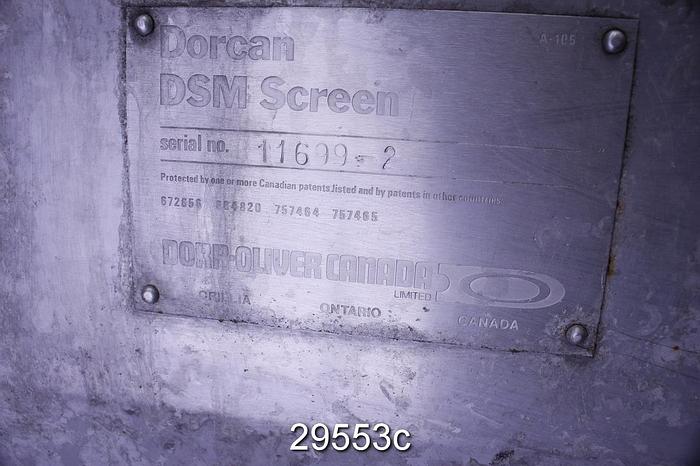 Dorcan
A-105
DSM Screen
serial no. 11699-2
Protected by one or more Canadian patents listed and by patents in other countries
672656 684820 757464 757465
DORR-OLIVER CANADA
LIMITED
ORILLIA ONTARIO CANADA
29553c